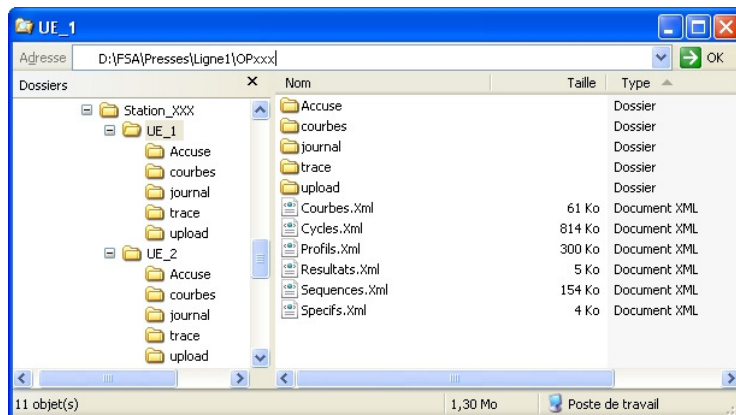 UE_1
Adresse D:\FSA\Presses\Ligne1\OPxxx OK
Dossiers Nom Taille Type
Station_XXX
UE_1
Accuse
courbes
journal
trace
upload
UE_2
Accuse
courbes
journal
trace
upload
Accuse Dossier
courbes Dossier
journal Dossier
trace Dossier
upload Dossier
Courbes.Xml 61 Ko Document XML
Cycles.Xml 814 Ko Document XML
Profils.Xml 300 Ko Document XML
Resultats.Xml 5 Ko Document XML
Sequences.Xml 154 Ko Document XML
Specifs.Xml 4 Ko Document XML
11 objet(s) 1,30 Mo Poste de travail